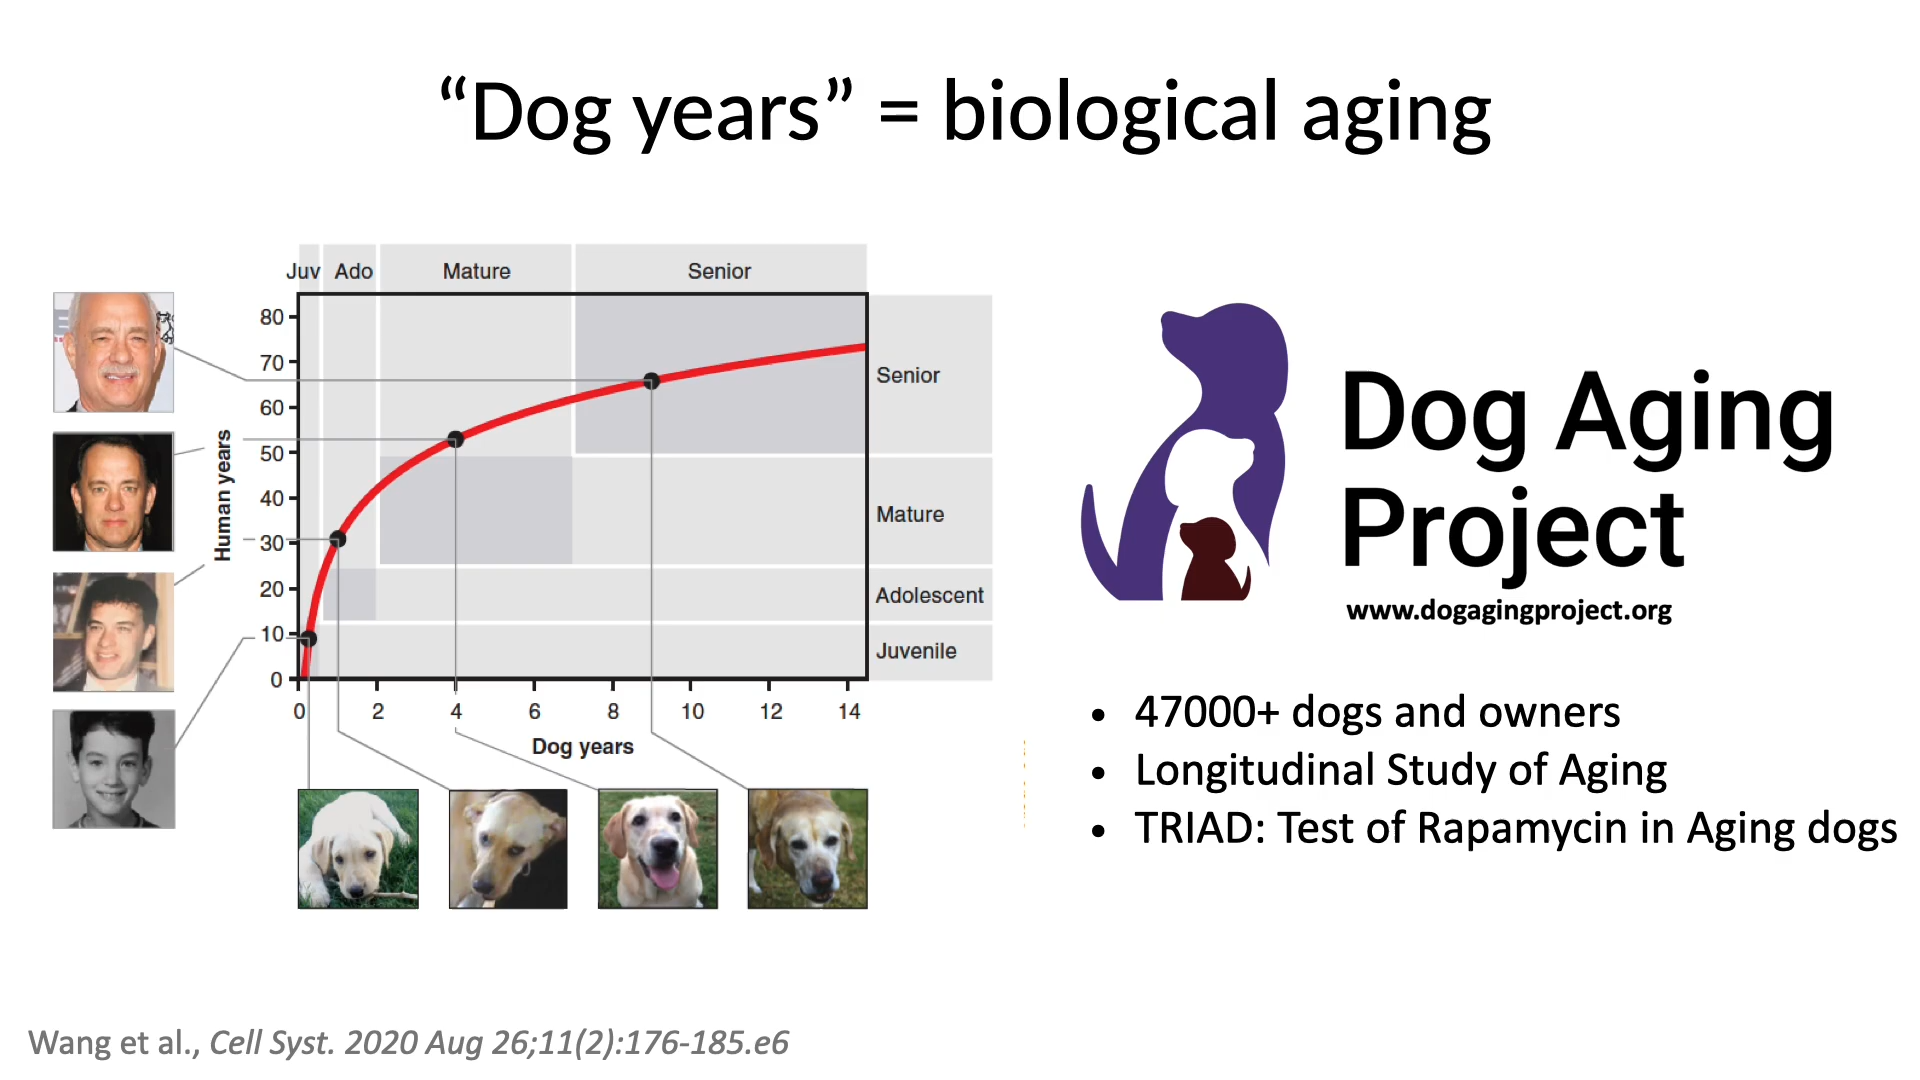 “Dog years” = biological aging
Juv Ado Mature Senior
80
70
60
50
40
30
20
10
0
Human years
Senior
Mature
Adolescent
Juvenile
0 2 4 6 8 10 12 14
Dog years
Dog Aging
Project
www.dogagingproject.org
• 47000+ dogs and owners
• Longitudinal Study of Aging
• TRIAD: Test of Rapamycin in Aging dogs
Wang et al., Cell Syst. 2020 Aug 26;11(2):176-185.e6